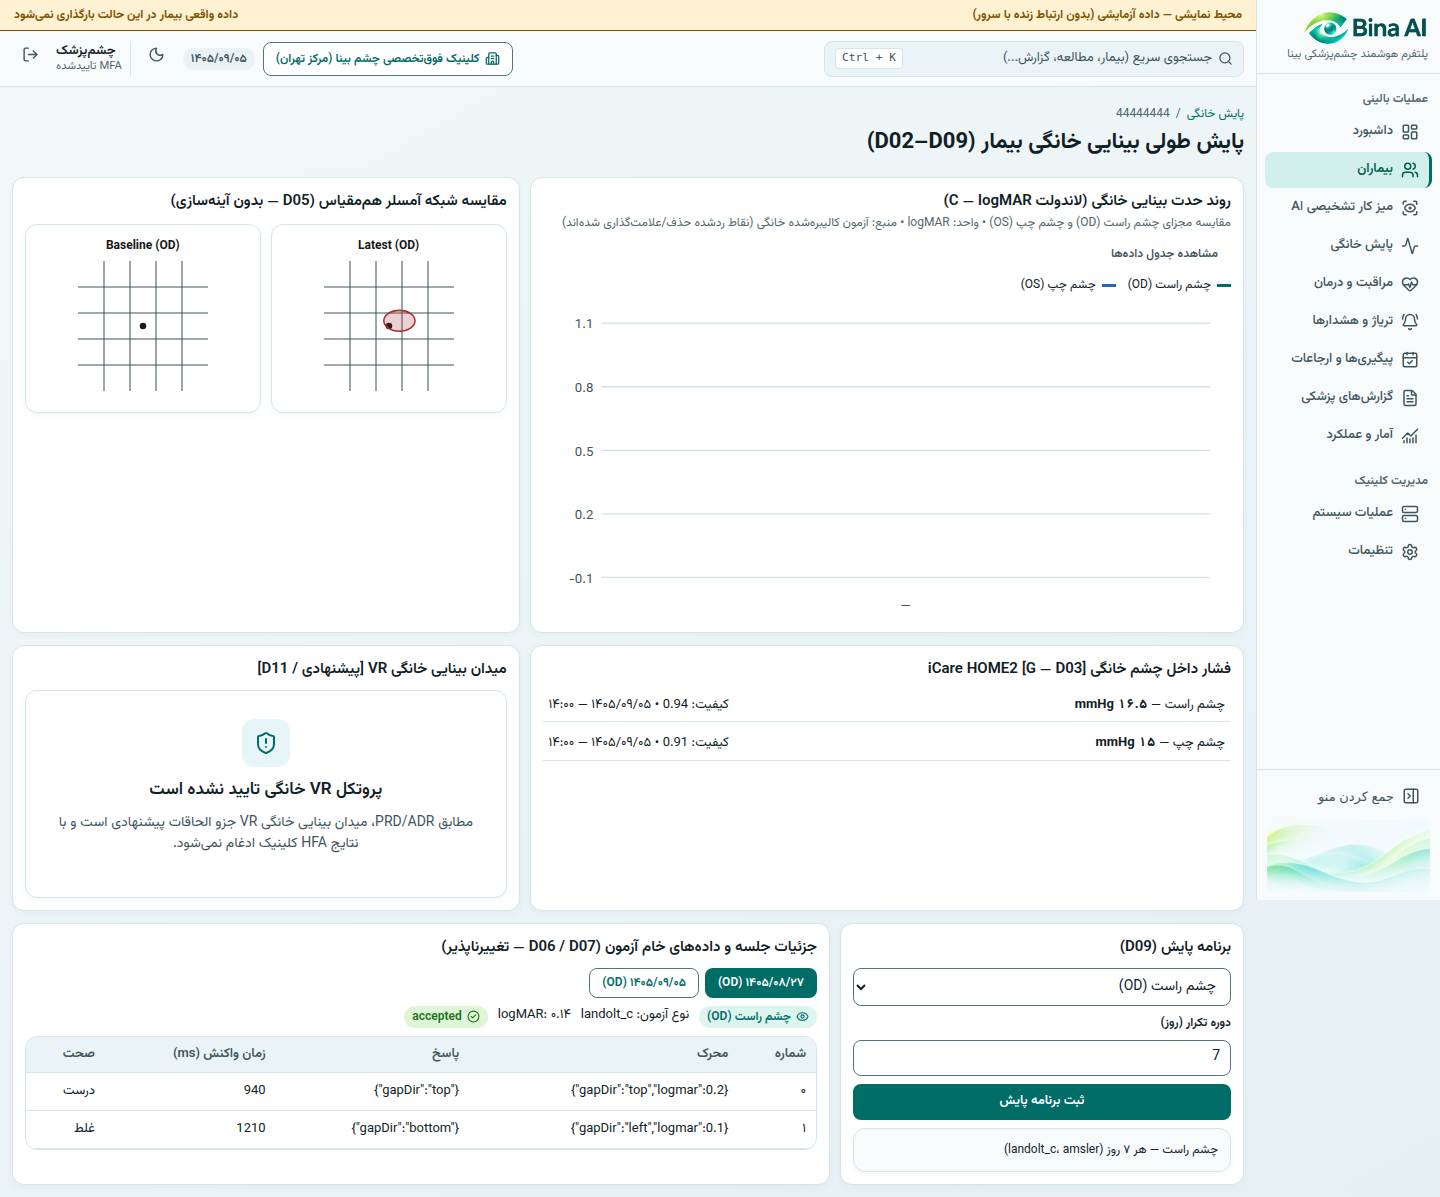 محیط نمایشی — داده آزمایشی (بدون ارتباط زنده با سرور)
داده واقعی بیمار در این حالت بارگذاری نمی‌شود
Bina AI
پلتفرم هوشمند چشم‌پزشکی بینا
جستجوی سریع (بیمار، مطالعه، گزارش...)
Ctrl + K
کلینیک فوق‌تخصصی چشم بینا (مرکز تهران)
۱۴۰۵/۰۹/۰۵
چشم‌پزشک
MFA تاییدشده
عملیات بالینی
داشبورد
بیماران
میز کار تشخیصی AI
پایش خانگی
مراقبت و درمان
تریاژ و هشدارها
پیگیری‌ها و ارجاعات
گزارش‌های پزشکی
آمار و عملکرد
مدیریت کلینیک
عملیات سیستم
تنظیمات
جمع کردن منو
پایش خانگی / 44444444
پایش طولی بینایی خانگی بیمار (D02–D09)
روند حدت بینایی خانگی (لاندولت C — logMAR)
مقایسه مجزای چشم راست (OD) و چشم چپ (OS) • واحد: logMAR • منبع: آزمون کالیبره‌شده خانگی (نقاط ردشده حذف/علامت‌گذاری شده‌اند)
مشاهده جدول داده‌ها
چشم راست (OD)
چشم چپ (OS)
1.1
0.8
0.5
0.2
-0.1
—
مقایسه شبکه آمسلر هم‌مقیاس (D05 — بدون آینه‌سازی)
Latest (OD)
Baseline (OD)
فشار داخل چشم خانگی iCare HOME2 [G — D03]
چشم راست — ۱۶.۵ mmHg
کیفیت: 0.94 • ۱۴۰۵/۰۹/۰۵ — ۱۴:۰۰
چشم چپ — ۱۵ mmHg
کیفیت: 0.91 • ۱۴۰۵/۰۹/۰۵ — ۱۴:۰۰
میدان بینایی خانگی VR [پیشنهادی / D11]
پروتکل VR خانگی تایید نشده است
مطابق PRD/ADR، میدان بینایی خانگی VR جزو الحاقات پیشنهادی است و با
نتایج HFA کلینیک ادغام نمی‌شود.
برنامه پایش (D09)
چشم راست (OD)
دوره تکرار (روز)
7
ثبت برنامه پایش
چشم راست — هر ۷ روز (landolt_c، amsler)
جزئیات جلسه و داده‌های خام آزمون (D06 / D07 — تغییرناپذیر)
۱۴۰۵/۰۸/۲۷ (OD)
۱۴۰۵/۰۹/۰۵ (OD)
چشم راست (OD)
نوع آزمون: landolt_c
logMAR: ۰.۱۴
accepted
شماره محرک پاسخ زمان واکنش (ms) صحت
۰ {"gapDir":"top","logmar":0.2} {"gapDir":"top"} 940 درست
۱ {"gapDir":"left","logmar":0.1} {"gapDir":"bottom"} 1210 غلط